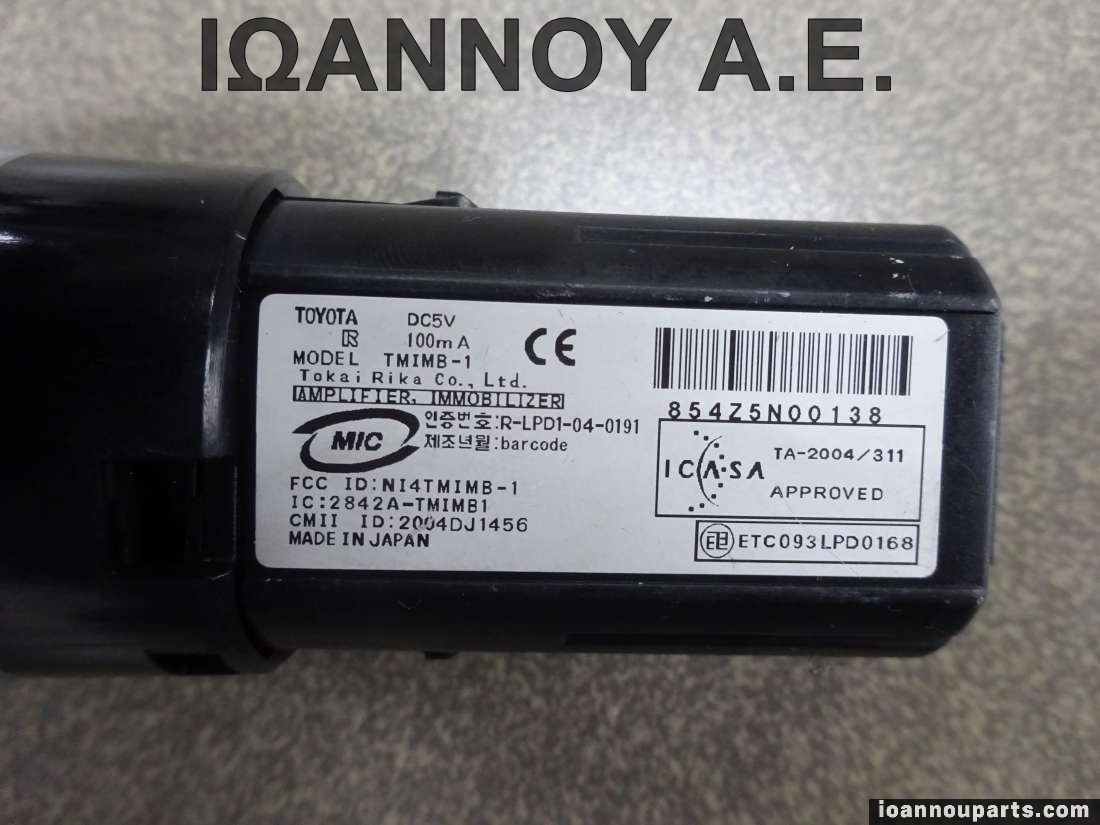 ΙΩΑΝΝΟΥ Α.Ε.
TOYOTA DC5V
R 100mA
MODEL TMIMB-1
Tokai Rika Co., Ltd.
AMPLIFIER, IMMOBILIZER
CE
854Z5N00138
MIC 인증번호:R-LPD1-04-0191
제조년월:barcode
FCC ID:NI4TMIMB-1
IC:2842A-TMIMB1
CMII ID:2004DJ1456
MADE IN JAPAN
ICASA TA-2004/311
APPROVED
ETC093LPD0168
ioannouparts.com